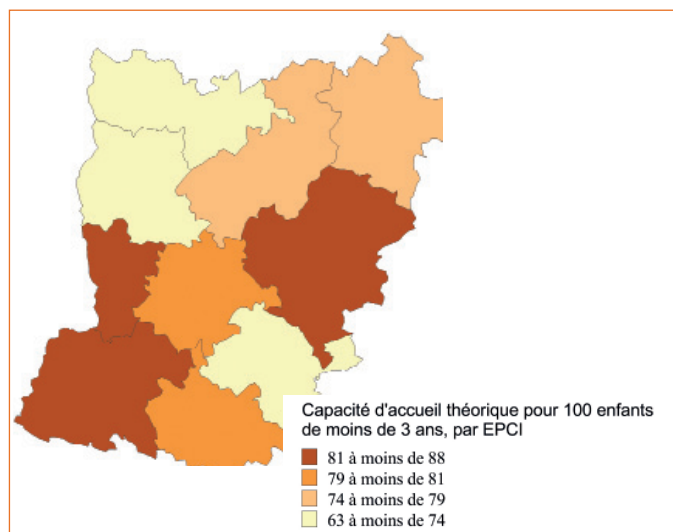 Capacité d'accueil théorique pour 100 enfants
de moins de 3 ans, par EPCI
81 à moins de 88
79 à moins de 81
74 à moins de 79
63 à moins de 74